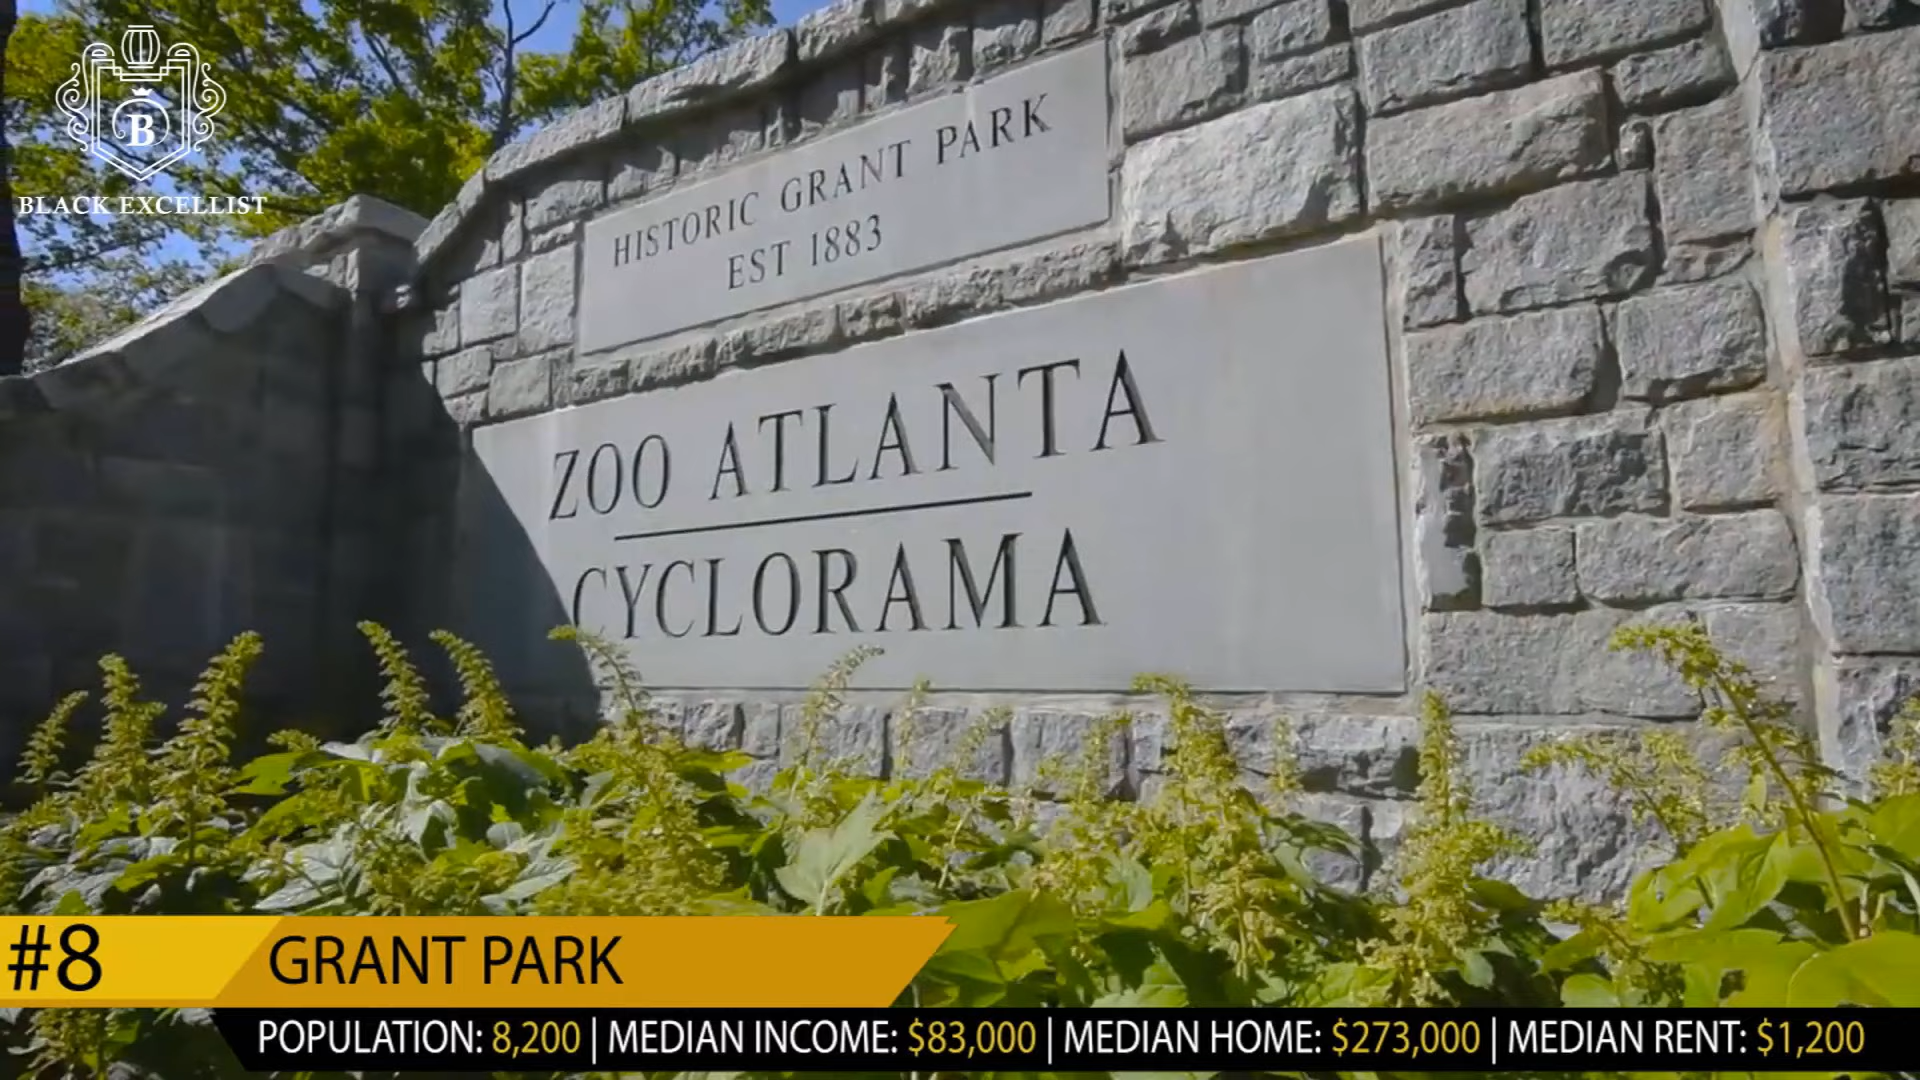 B
BLACK EXCELLIST
HISTORIC GRANT PARK
EST 1883
ZOO ATLANTA
CYCLORAMA
#8 GRANT PARK
POPULATION: 8,200 | MEDIAN INCOME: $83,000 | MEDIAN HOME: $273,000 | MEDIAN RENT: $1,200